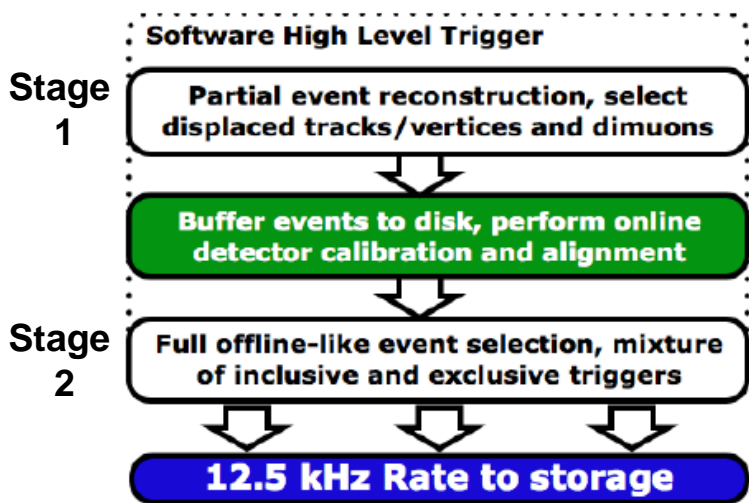 Software High Level Trigger
Stage
1
Partial event reconstruction, select
displaced tracks/vertices and dimuons
Buffer events to disk, perform online
detector calibration and alignment
Stage
2
Full offline-like event selection, mixture
of inclusive and exclusive triggers
12.5 kHz Rate to storage